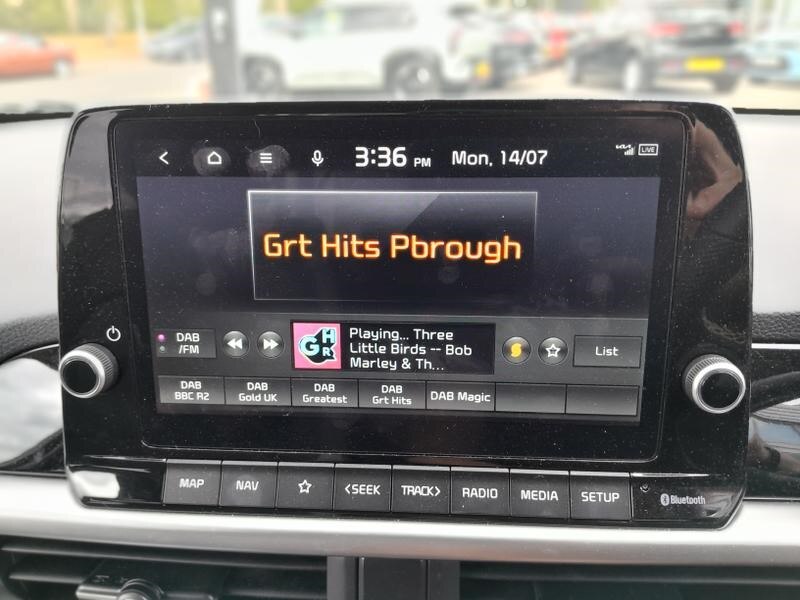 3:36 PM Mon, 14/07 LIVE
Grt Hits Pbrough
DAB
/FM
GHR
Playing... Three
Little Birds -- Bob
Marley & Th...
List
DAB
BBC R2
DAB
Gold UK
DAB
Greatest
DAB
Grt Hits
DAB Magic
MAP NAV <SEEK TRACK> RADIO MEDIA SETUP
Bluetooth